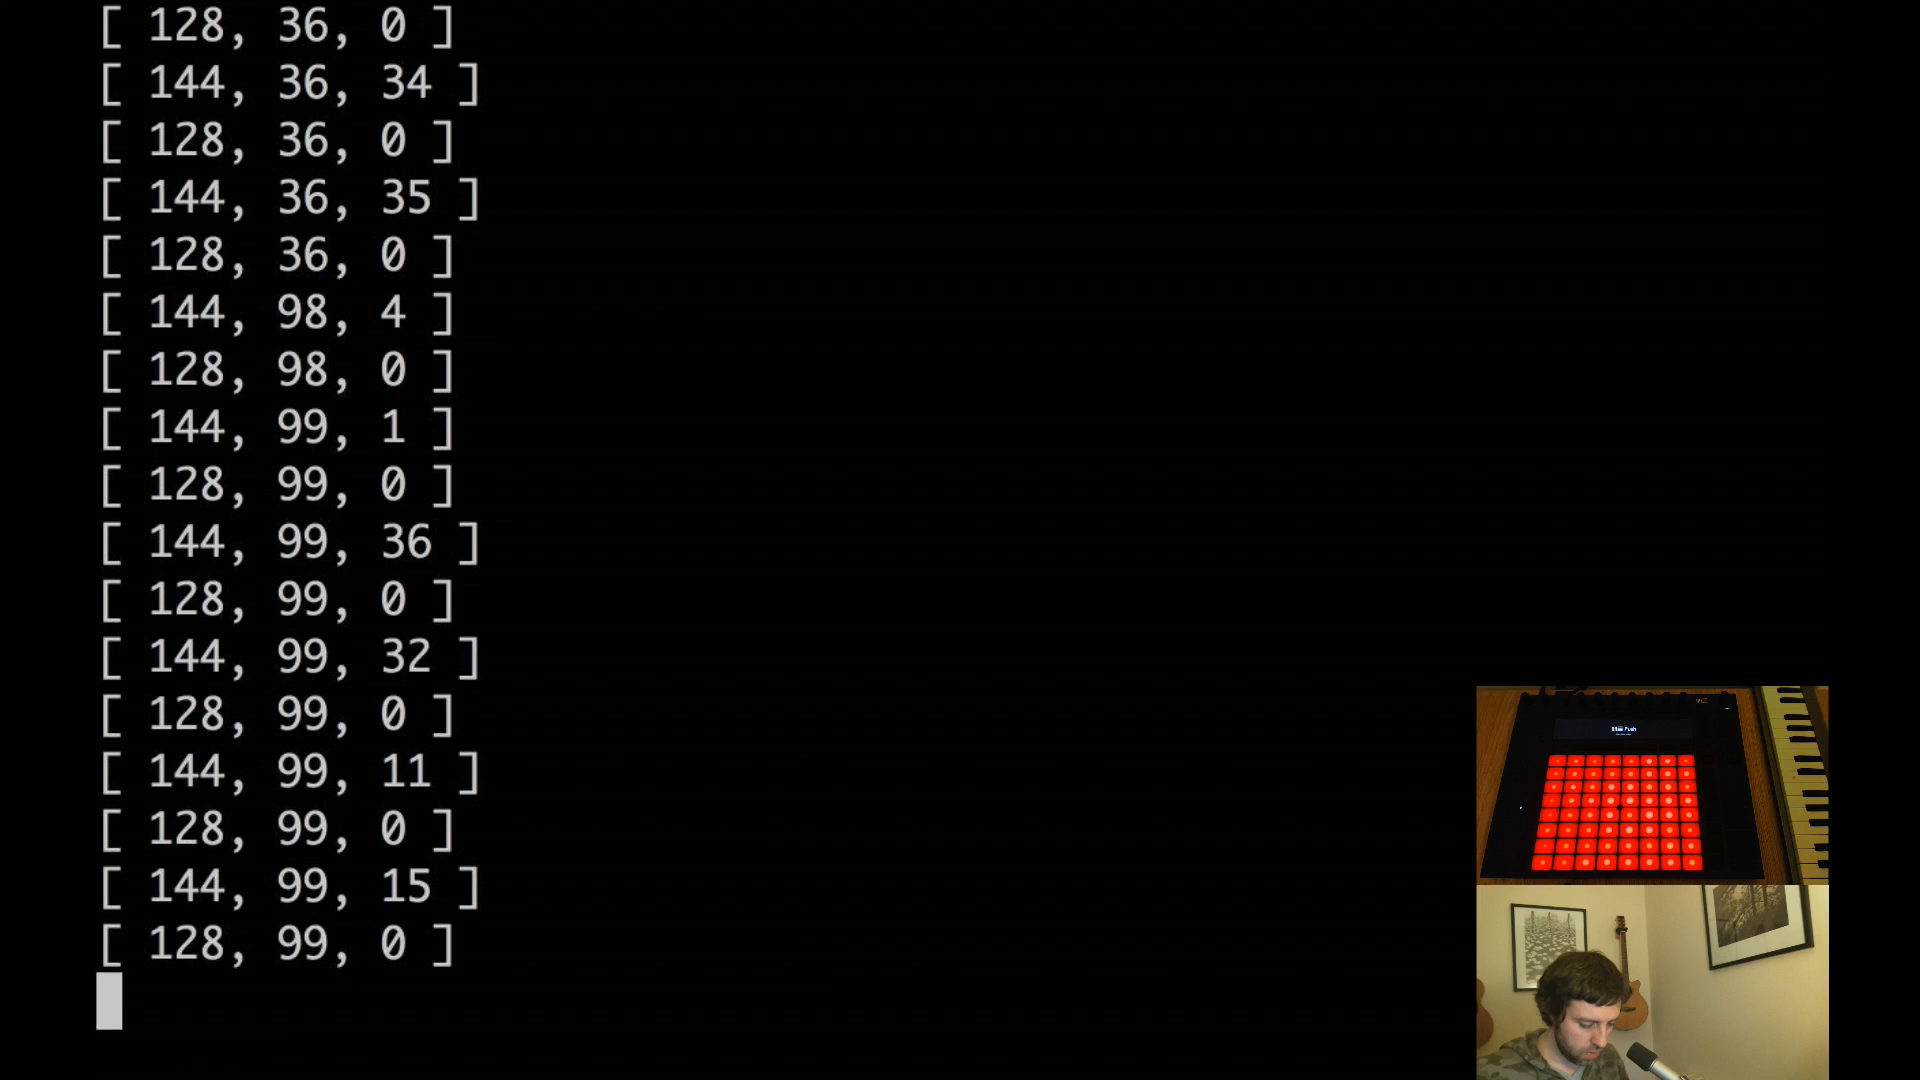 [ 128, 36, 0 ]
[ 144, 36, 34 ]
[ 128, 36, 0 ]
[ 144, 36, 35 ]
[ 128, 36, 0 ]
[ 144, 98, 4 ]
[ 128, 98, 0 ]
[ 144, 99, 1 ]
[ 128, 99, 0 ]
[ 144, 99, 36 ]
[ 128, 99, 0 ]
[ 144, 99, 32 ]
[ 128, 99, 0 ]
[ 144, 99, 11 ]
[ 128, 99, 0 ]
[ 144, 99, 15 ]
[ 128, 99, 0 ]